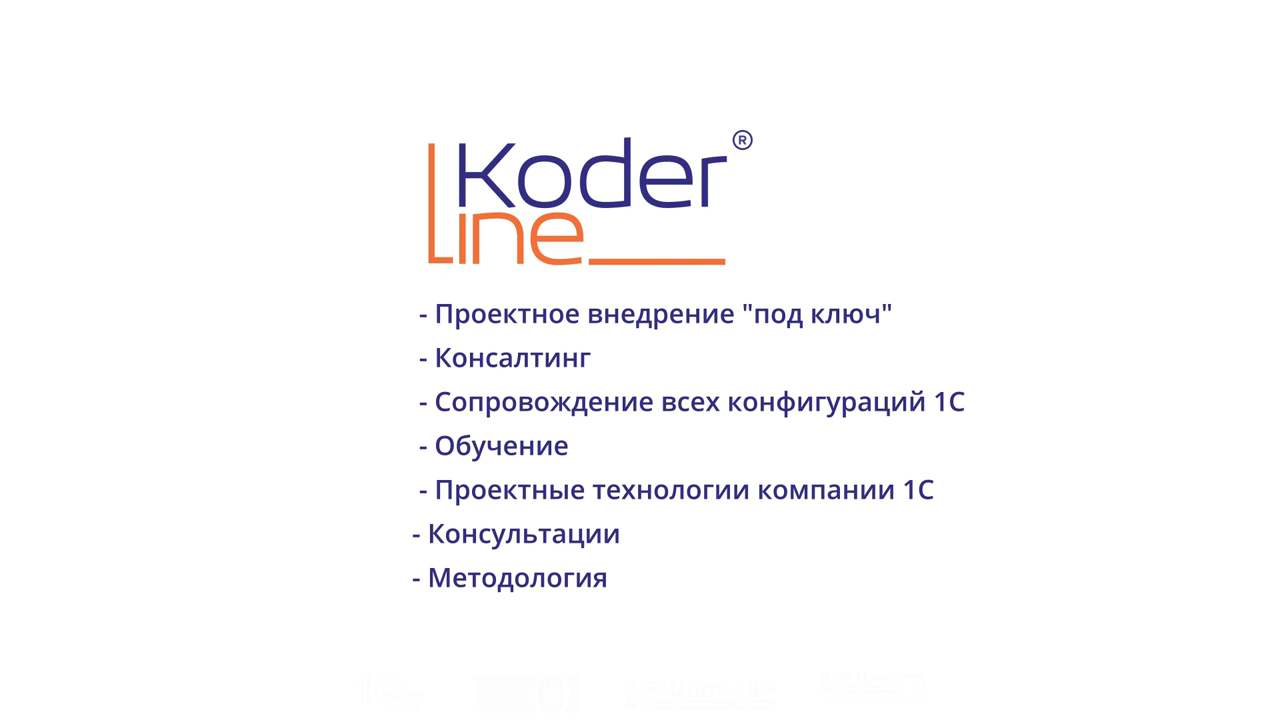 Koder®
Line
- Проектное внедрение "под ключ"
- Консалтинг
- Сопровождение всех конфигураций 1С
- Обучение
- Проектные технологии компании 1С
- Консультации
- Методология